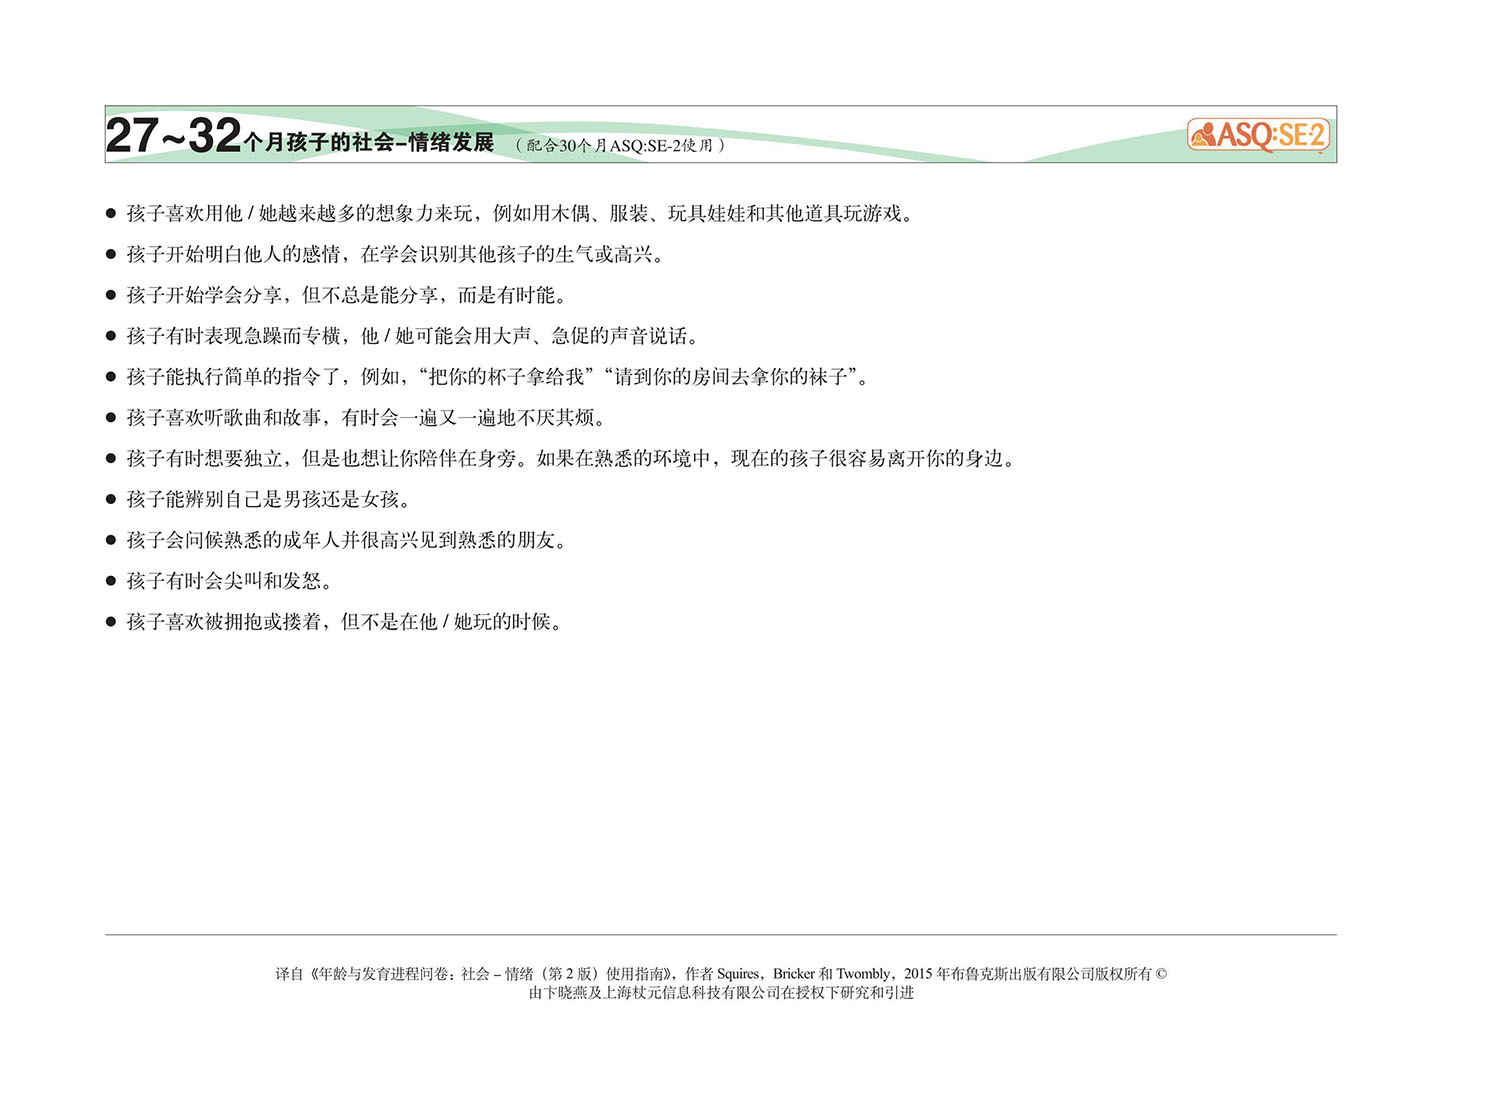 27~32个月孩子的社会–情绪发展 （配合30个月ASQ:SE-2使用）
ASQ:SE-2
● 孩子喜欢用他 / 她越来越多的想象力来玩，例如用木偶、服装、玩具娃娃和其他道具玩游戏。
● 孩子开始明白他人的感情，在学会识别其他孩子的生气或高兴。
● 孩子开始学会分享，但不总是能分享，而是有时能。
● 孩子有时表现急躁而专横，他 / 她可能会用大声、急促的声音说话。
● 孩子能执行简单的指令了，例如，“把你的杯子拿给我”“请到你的房间去拿你的袜子”。
● 孩子喜欢听歌曲和故事，有时会一遍又一遍地不厌其烦。
● 孩子有时想要独立，但是也想让你陪伴在身旁。如果在熟悉的环境中，现在的孩子很容易离开你的身边。
● 孩子能辨别自己是男孩还是女孩。
● 孩子会问候熟悉的成年人并很高兴见到熟悉的朋友。
● 孩子有时会尖叫和发怒。
● 孩子喜欢被拥抱或搂着，但不是在他 / 她玩的时候。
译自《年龄与发育进程问卷：社会 – 情绪（第 2 版）使用指南》，作者 Squires，Bricker 和 Twombly，2015 年布鲁克斯出版有限公司版权所有 ©
由卞晓燕及上海杖元信息科技有限公司在授权下研究和引进